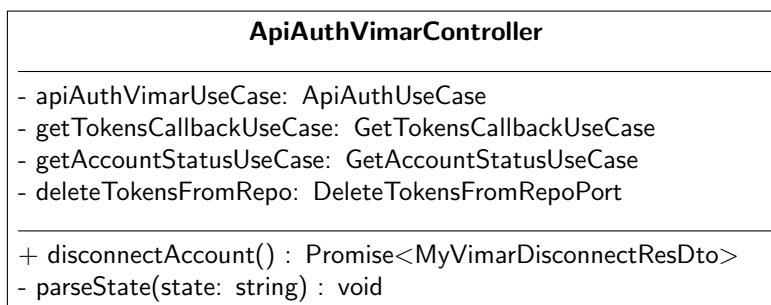 ApiAuthVimarController
- apiAuthVimarUseCase: ApiAuthUseCase
- getTokensCallbackUseCase: GetTokensCallbackUseCase
- getAccountStatusUseCase: GetAccountStatusUseCase
- deleteTokensFromRepo: DeleteTokensFromRepoPort
+ disconnectAccount() : Promise<MyVimarDisconnectResDto>
- parseState(state: string) : void